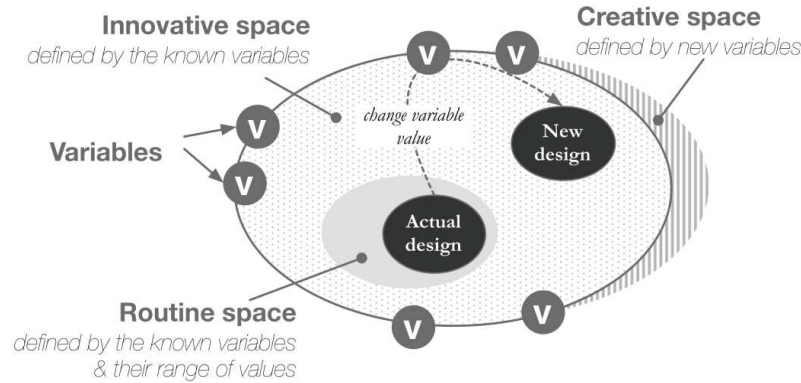 Innovative space
defined by the known variables
Creative space
defined by new variables
V
V
V
V
Variables
change variable
value
New
design
Actual
design
Routine space
defined by the known variables
& their range of values
V
V